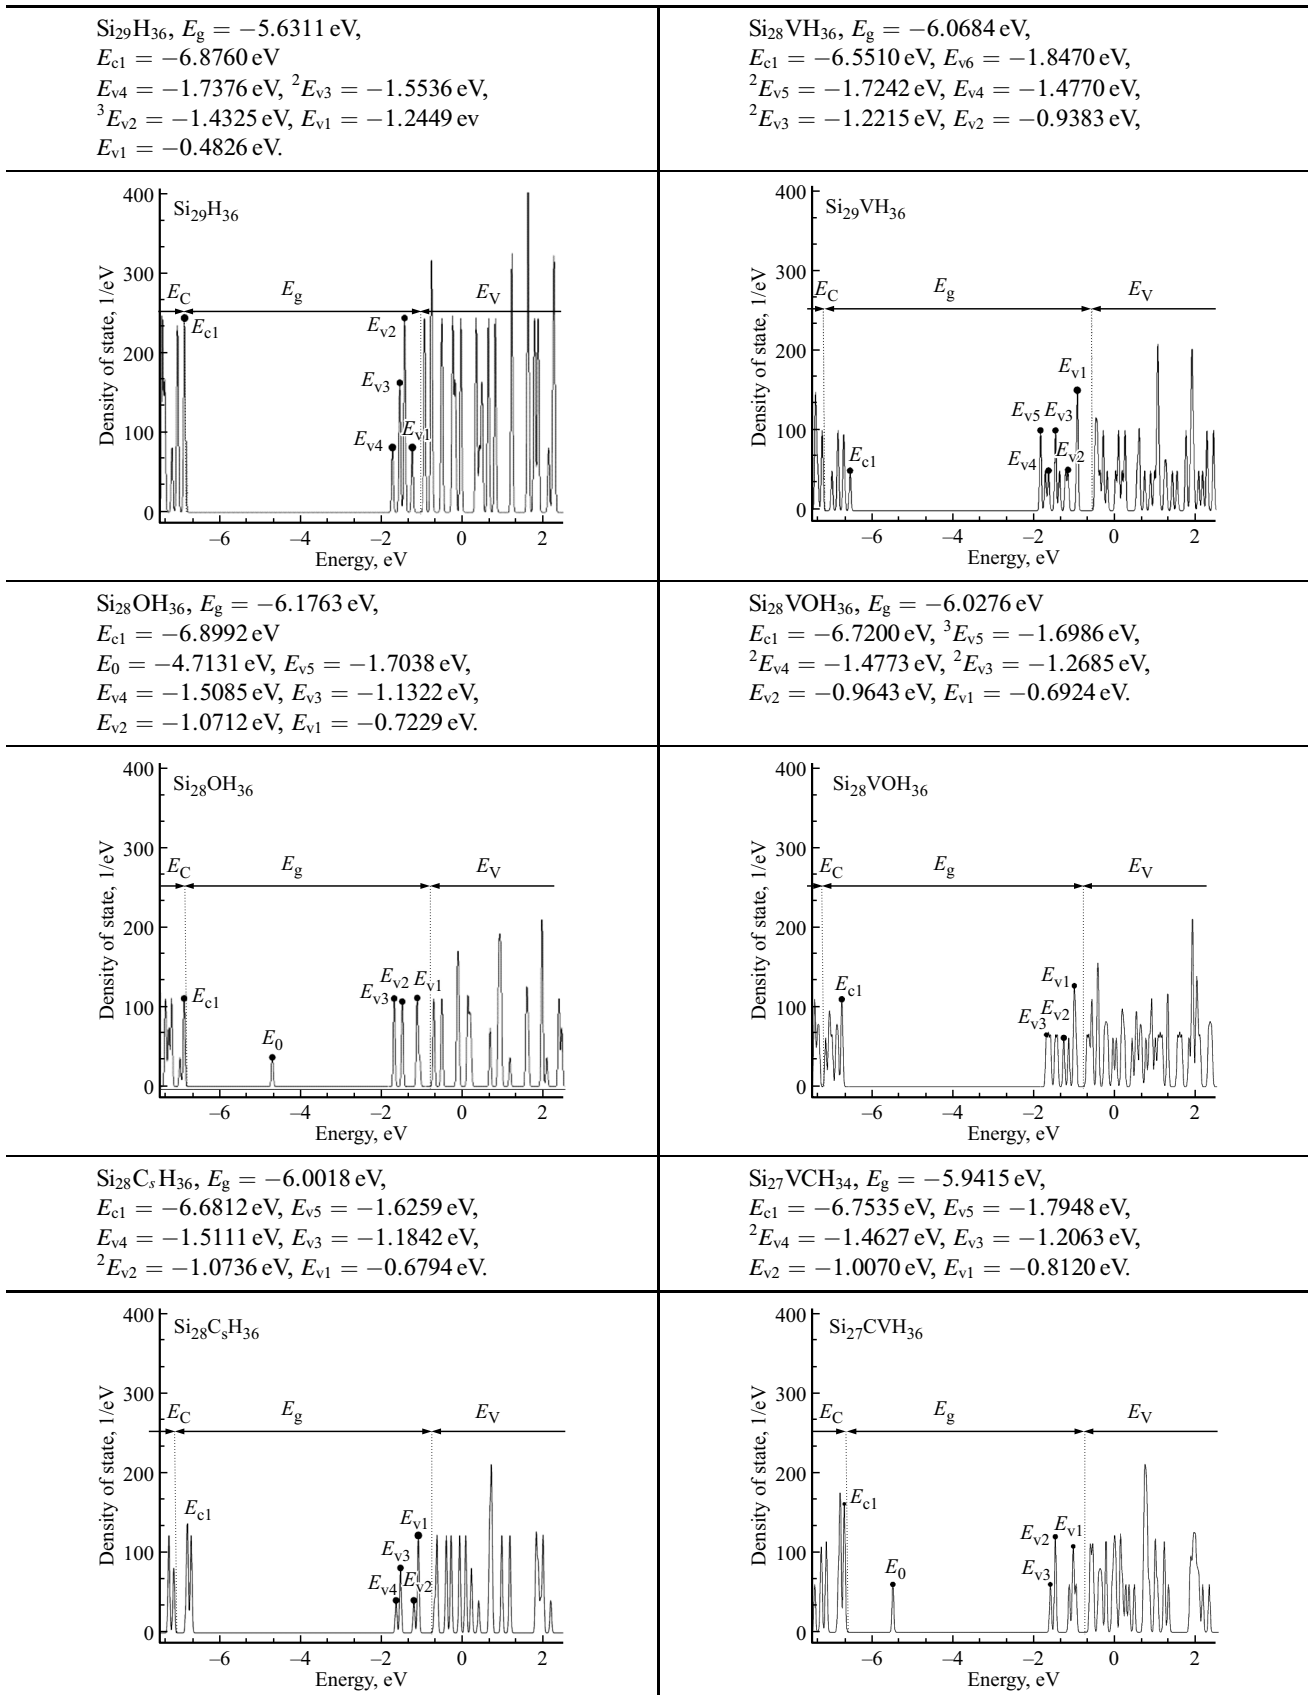 Si29H36, Eg = −5.6311 eV,
Ec1 = −6.8760 eV
Ev4 = −1.7376 eV, 2Ev3 = −1.5536 eV,
3Ev2 = −1.4325 eV, Ev1 = −1.2449 ev
Ev1 = −0.4826 eV.
Si28VH36, Eg = −6.0684 eV,
Ec1 = −6.5510 eV, Ev6 = −1.8470 eV,
2Ev5 = −1.7242 eV, Ev4 = −1.4770 eV,
2Ev3 = −1.2215 eV, Ev2 = −0.9383 eV,
400
Si29H36
300
EC
Eg
EV
Ec1
Ev2
200
Ev3
100
Ev4
Ev1
0
−6 −4 −2 0 2
Energy, eV
Density of state, 1/eV
400
Si29VH36
300
EC
Eg
EV
200
Ev1
Ev5 Ev3
100
Ec1
Ev4
Ev2
0
−6 −4 −2 0 2
Energy, eV
Density of state, 1/eV
Si28OH36, Eg = −6.1763 eV,
Ec1 = −6.8992 eV
E0 = −4.7131 eV, Ev5 = −1.7038 eV,
Ev4 = −1.5085 eV, Ev3 = −1.1322 eV,
Ev2 = −1.0712 eV, Ev1 = −0.7229 eV.
Si28VOH36, Eg = −6.0276 eV
Ec1 = −6.7200 eV, 3Ev5 = −1.6986 eV,
2Ev4 = −1.4773 eV, 2Ev3 = −1.2685 eV,
Ev2 = −0.9643 eV, Ev1 = −0.6924 eV.
400
Si28OH36
300
EC
Eg
EV
200
Ev2 Ev1
Ev3
Ec1
100
E0
0
−6 −4 −2 0 2
Energy, eV
Density of state, 1/eV
400
Si28VOH36
300
EC
Eg
EV
200
Ev1
Ec1
Ev2
Ev3
100
0
−6 −4 −2 0 2
Energy, eV
Density of state, 1/eV
Si28CsH36, Eg = −6.0018 eV,
Ec1 = −6.6812 eV, Ev5 = −1.6259 eV,
Ev4 = −1.5111 eV, Ev3 = −1.1842 eV,
2Ev2 = −1.0736 eV, Ev1 = −0.6794 eV.
Si27VCH34, Eg = −5.9415 eV,
Ec1 = −6.7535 eV, Ev5 = −1.7948 eV,
2Ev4 = −1.4627 eV, Ev3 = −1.2063 eV,
Ev2 = −1.0070 eV, Ev1 = −0.8120 eV.
400
Si28CsH36
300
EC
Eg
EV
200
Ec1
Ev1
Ev3
100
Ev4 Ev2
0
−6 −4 −2 0 2
Energy, eV
Density of state, 1/eV
400
Si27CVH36
300
EC
Eg
EV
200
Ec1
Ev2 Ev1
100
E0
Ev3
0
−6 −4 −2 0 2
Energy, eV
Density of state, 1/eV